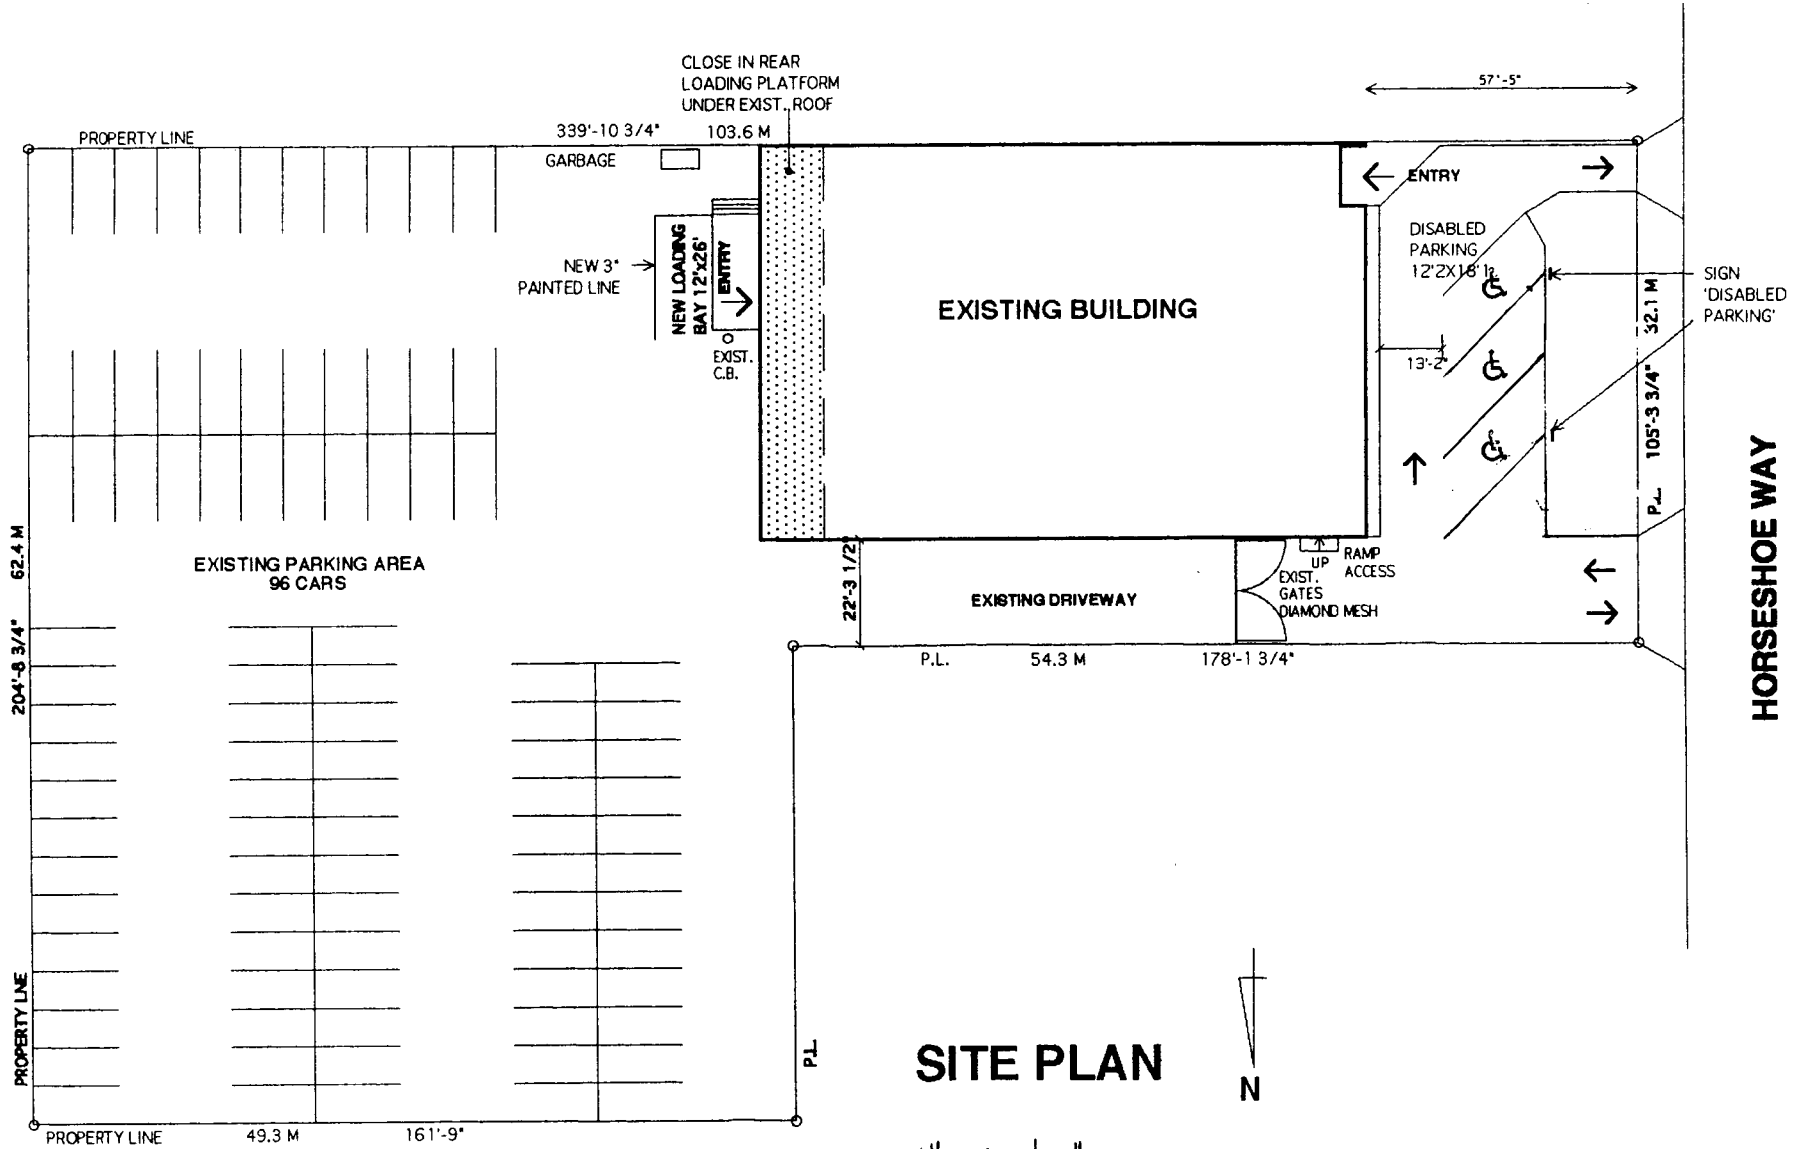 CLOSE IN REAR
LOADING PLATFORM
UNDER EXIST. ROOF
57'-5"
PROPERTY LINE
339'-10 3/4"
103.6 M
GARBAGE
ENTRY
DISABLED
PARKING
12'2X18'1
NEW 3"
PAINTED LINE
NEW LOADING
BAY 12'x26'
ENTRY
EXIST.
C.B.
EXISTING BUILDING
13'-2"
SIGN
'DISABLED
PARKING'
P.L. 105'-3 3/4" 32.1 M
HORSESHOE WAY
204'-8 3/4" 62.4 M
EXISTING PARKING AREA
96 CARS
22'-3 1/2"
EXISTING DRIVEWAY
UP
RAMP
ACCESS
EXIST.
GATES
DIAMOND MESH
P.L.
54.3 M
178'-1 3/4"
PROPERTY LNE
P.L.
SITE PLAN
N
PROPERTY LINE
49.3 M
161'-9"